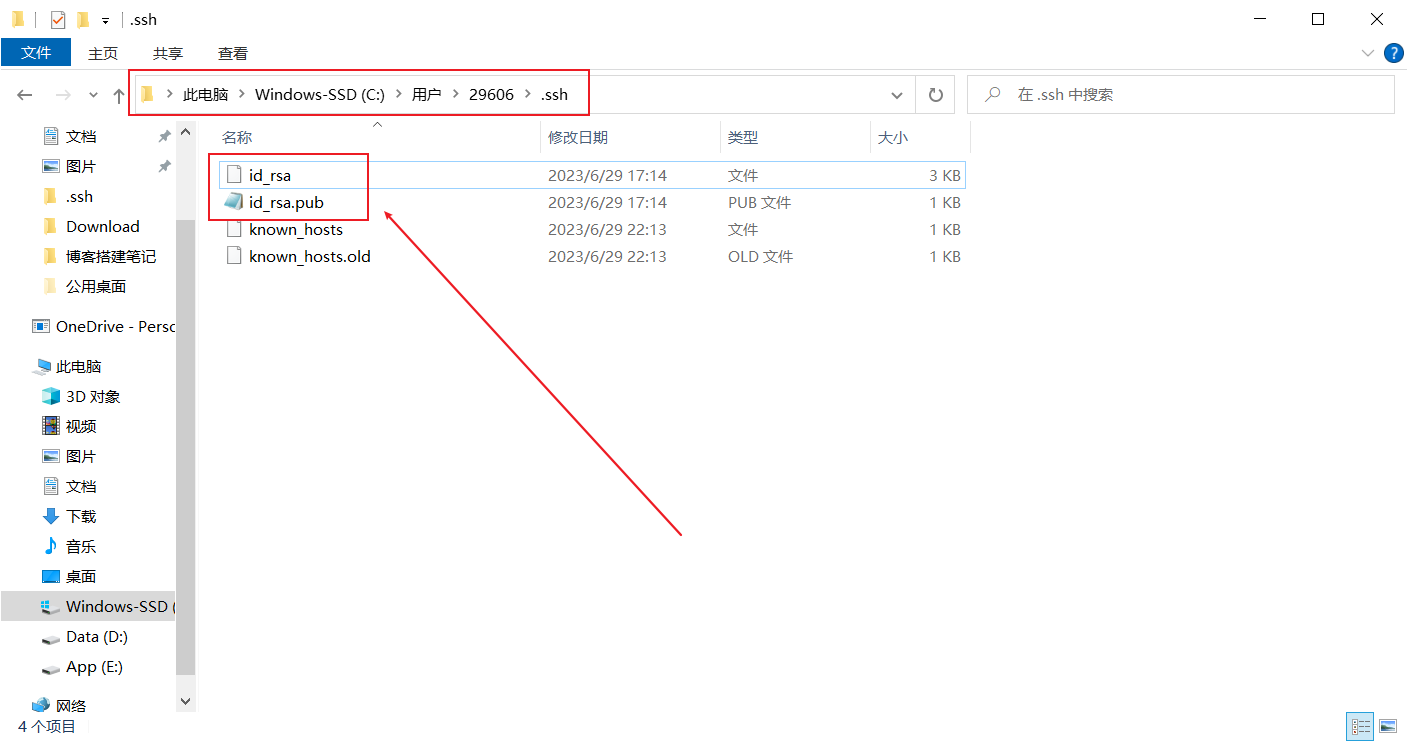 .ssh
文件 主页 共享 查看
此电脑 Windows-SSD (C:) 用户 29606 .ssh
在 .ssh 中搜索
名称 修改日期 类型 大小
id_rsa 2023/6/29 17:14 文件 3 KB
id_rsa.pub 2023/6/29 17:14 PUB 文件 1 KB
known_hosts 2023/6/29 22:13 文件 1 KB
known_hosts.old 2023/6/29 22:13 OLD 文件 1 KB
文档
图片
.ssh
Download
博客搭建笔记
公用桌面
OneDrive - Persc
此电脑
3D 对象
视频
图片
文档
下载
音乐
桌面
Windows-SSD (
Data (D:)
App (E:)
网络
4 个项目